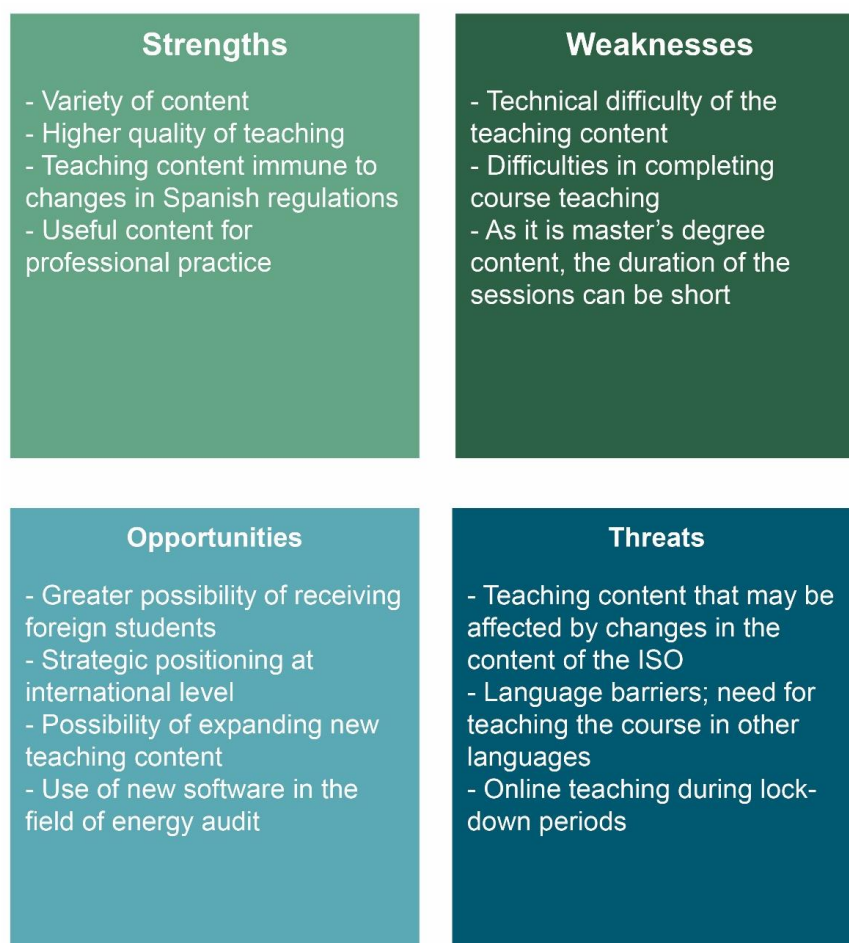 Strengths
- Variety of content
- Higher quality of teaching
- Teaching content immune to
changes in Spanish regulations
- Useful content for
professional practice
Weaknesses
- Technical difficulty of the
teaching content
- Difficulties in completing
course teaching
- As it is master’s degree
content, the duration of the
sessions can be short
Opportunities
- Greater possibility of receiving
foreign students
- Strategic positioning at
international level
- Possibility of expanding new
teaching content
- Use of new software in the
field of energy audit
Threats
- Teaching content that may be
affected by changes in the
content of the ISO
- Language barriers; need for
teaching the course in other
languages
- Online teaching during lock-
down periods